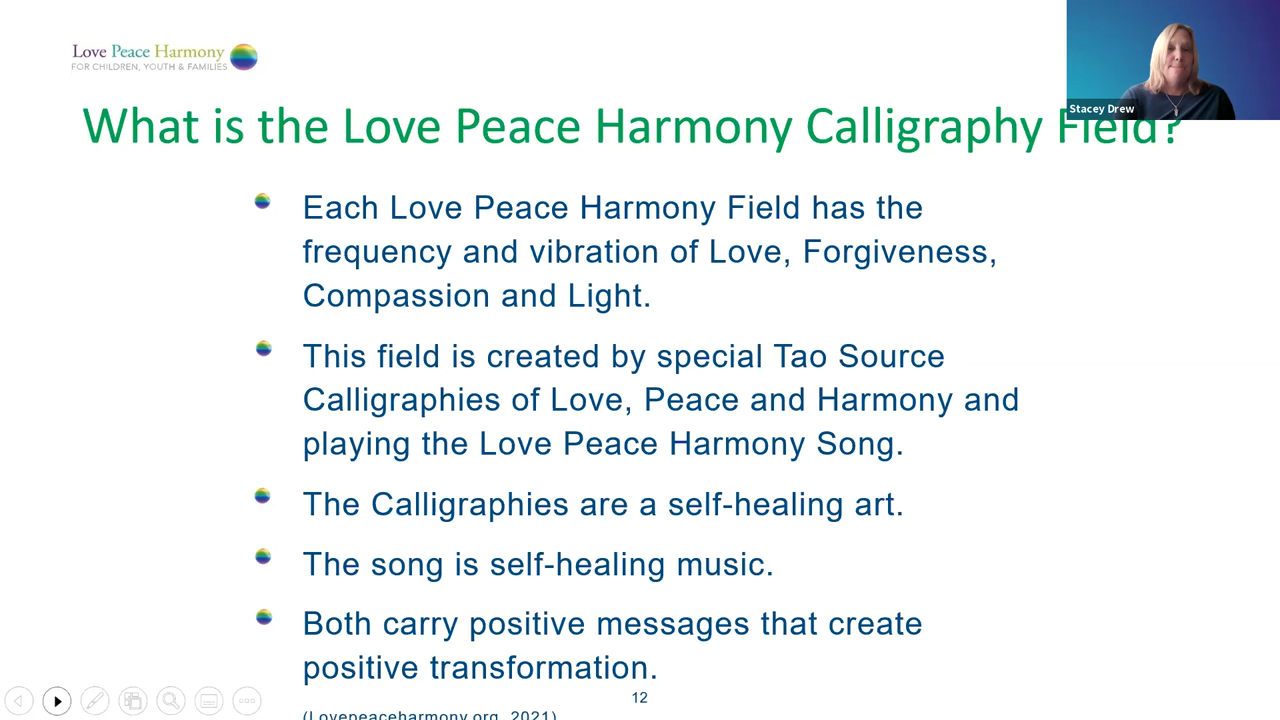 Love Peace Harmony
FOR CHILDREN, YOUTH & FAMILIES
Stacey Drew
What is the Love Peace Harmony Calligraphy Field?
Each Love Peace Harmony Field has the
frequency and vibration of Love, Forgiveness,
Compassion and Light.
This field is created by special Tao Source
Calligraphies of Love, Peace and Harmony and
playing the Love Peace Harmony Song.
The Calligraphies are a self-healing art.
The song is self-healing music.
Both carry positive messages that create
positive transformation.
12
(Lovepeaceharmony.org, 2021)